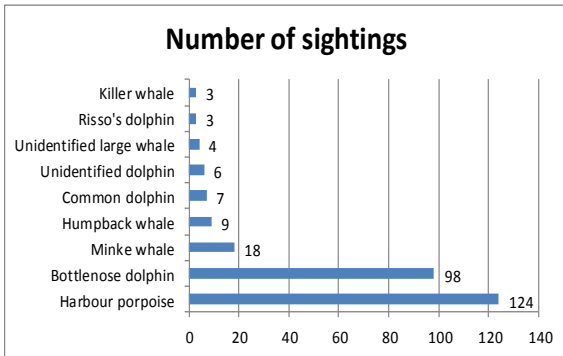 Number of sightings
Killer whale 3
Risso's dolphin 3
Unidentified large whale 4
Unidentified dolphin 6
Common dolphin 7
Humpback whale 9
Minke whale 18
Bottlenose dolphin 98
Harbour porpoise 124
0 20 40 60 80 100 120 140